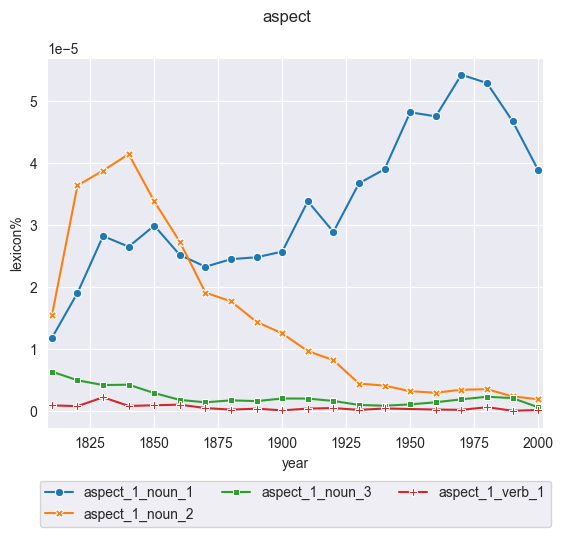 aspect
1e−5
5
4
3
2
1
0
lexicon%
1825 1850 1875 1900 1925 1950 1975 2000
year
aspect_1_noun_1 aspect_1_noun_3 aspect_1_verb_1
aspect_1_noun_2